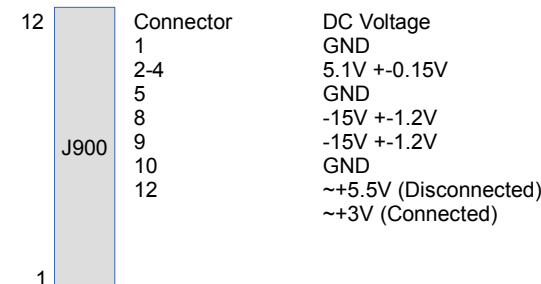 12 Connector DC Voltage
1 GND
2-4 5.1V +-0.15V
5 GND
8 -15V +-1.2V
J900 9 -15V +-1.2V
10 GND
12 ~+5.5V (Disconnected)
~+3V (Connected)
1